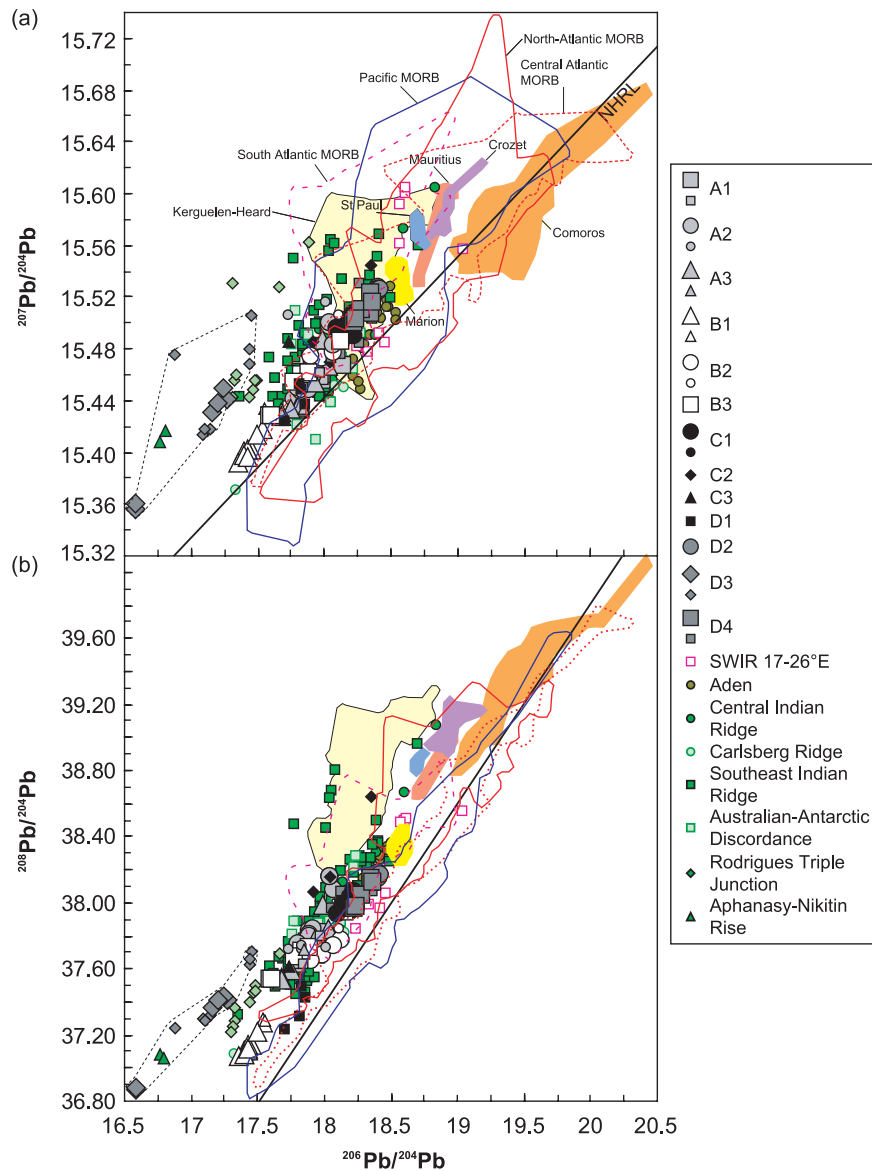 (a)
15.72
15.68
15.64
15.60
15.56
15.52
15.48
15.44
15.40
15.36
15.32
207Pb/204Pb
North-Atlantic MORB
Central Atlantic
MORB
Pacific MORB
NHRL
Crozet
South Atlantic MORB
Mauritius
St Paul
Kerguelen-Heard
Comoros
Marion
(b)
39.60
39.20
38.80
38.40
38.00
37.60
37.20
36.80
208Pb/204Pb
16.5 17 17.5 18 18.5 19 19.5 20 20.5
206Pb/204Pb
A1
A2
A3
B1
B2
B3
C1
C2
C3
D1
D2
D3
D4
SWIR 17-26°E
Aden
Central Indian
Ridge
Carlsberg Ridge
Southeast Indian
Ridge
Australian-Antarctic
Discordance
Rodrigues Triple
Junction
Aphanasy-Nikitin
Rise